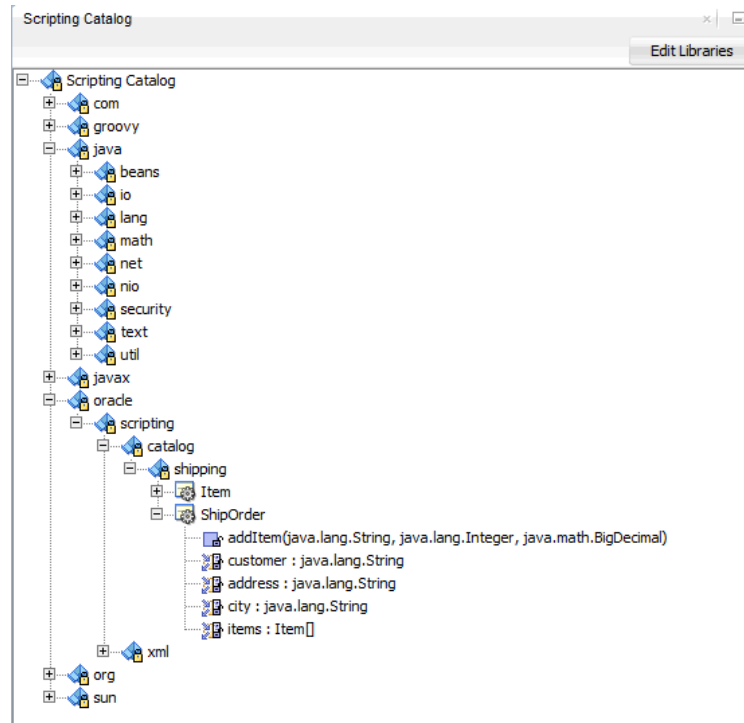 Scripting Catalog
Edit Libraries
Scripting Catalog
com
groovy
java
beans
io
lang
math
net
nio
security
text
util
javax
oracle
scripting
catalog
shipping
Item
ShipOrder
addItem(java.lang.String, java.lang.Integer, java.math.BigDecimal)
customer : java.lang.String
address : java.lang.String
city : java.lang.String
items : Item[]
xml
org
sun